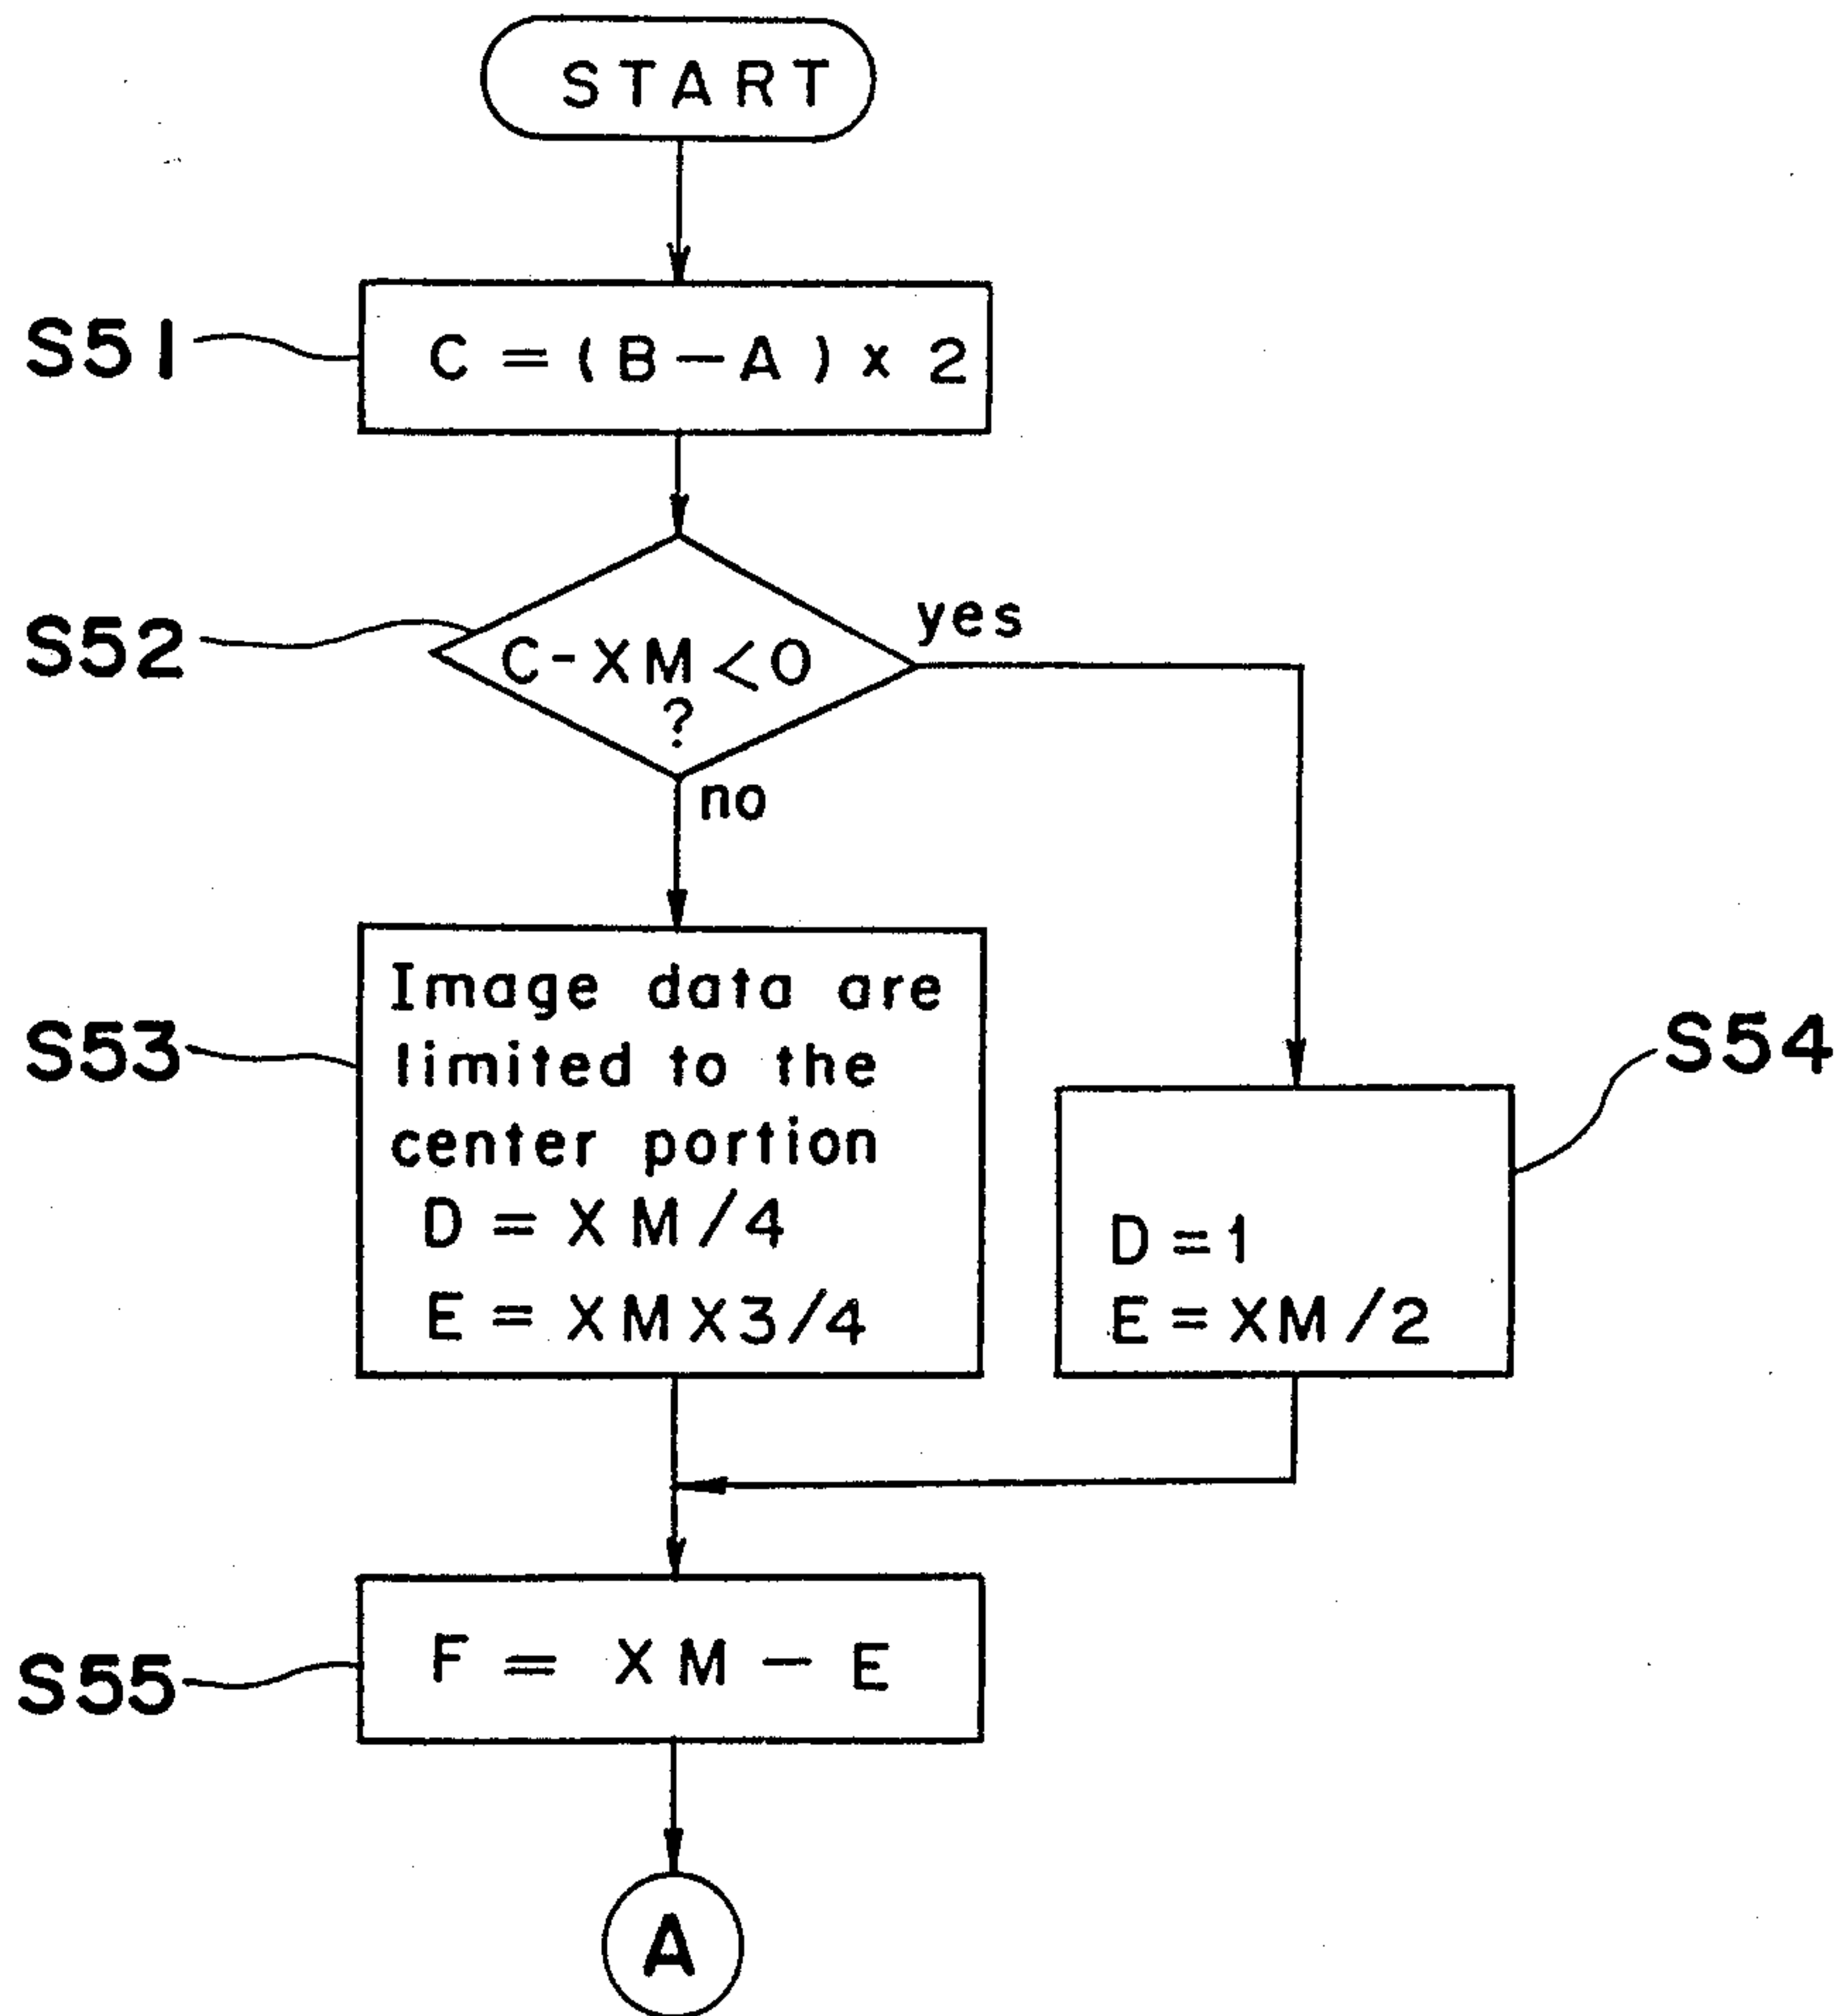 START
S51
C = (B-A) x 2
S52
C-XM<0
?
yes
no
S53
Image data are
limited to the
center portion
D = XM/4
E = XMX3/4
S54
D=1
E=XM/2
S55
F = XM - E
A